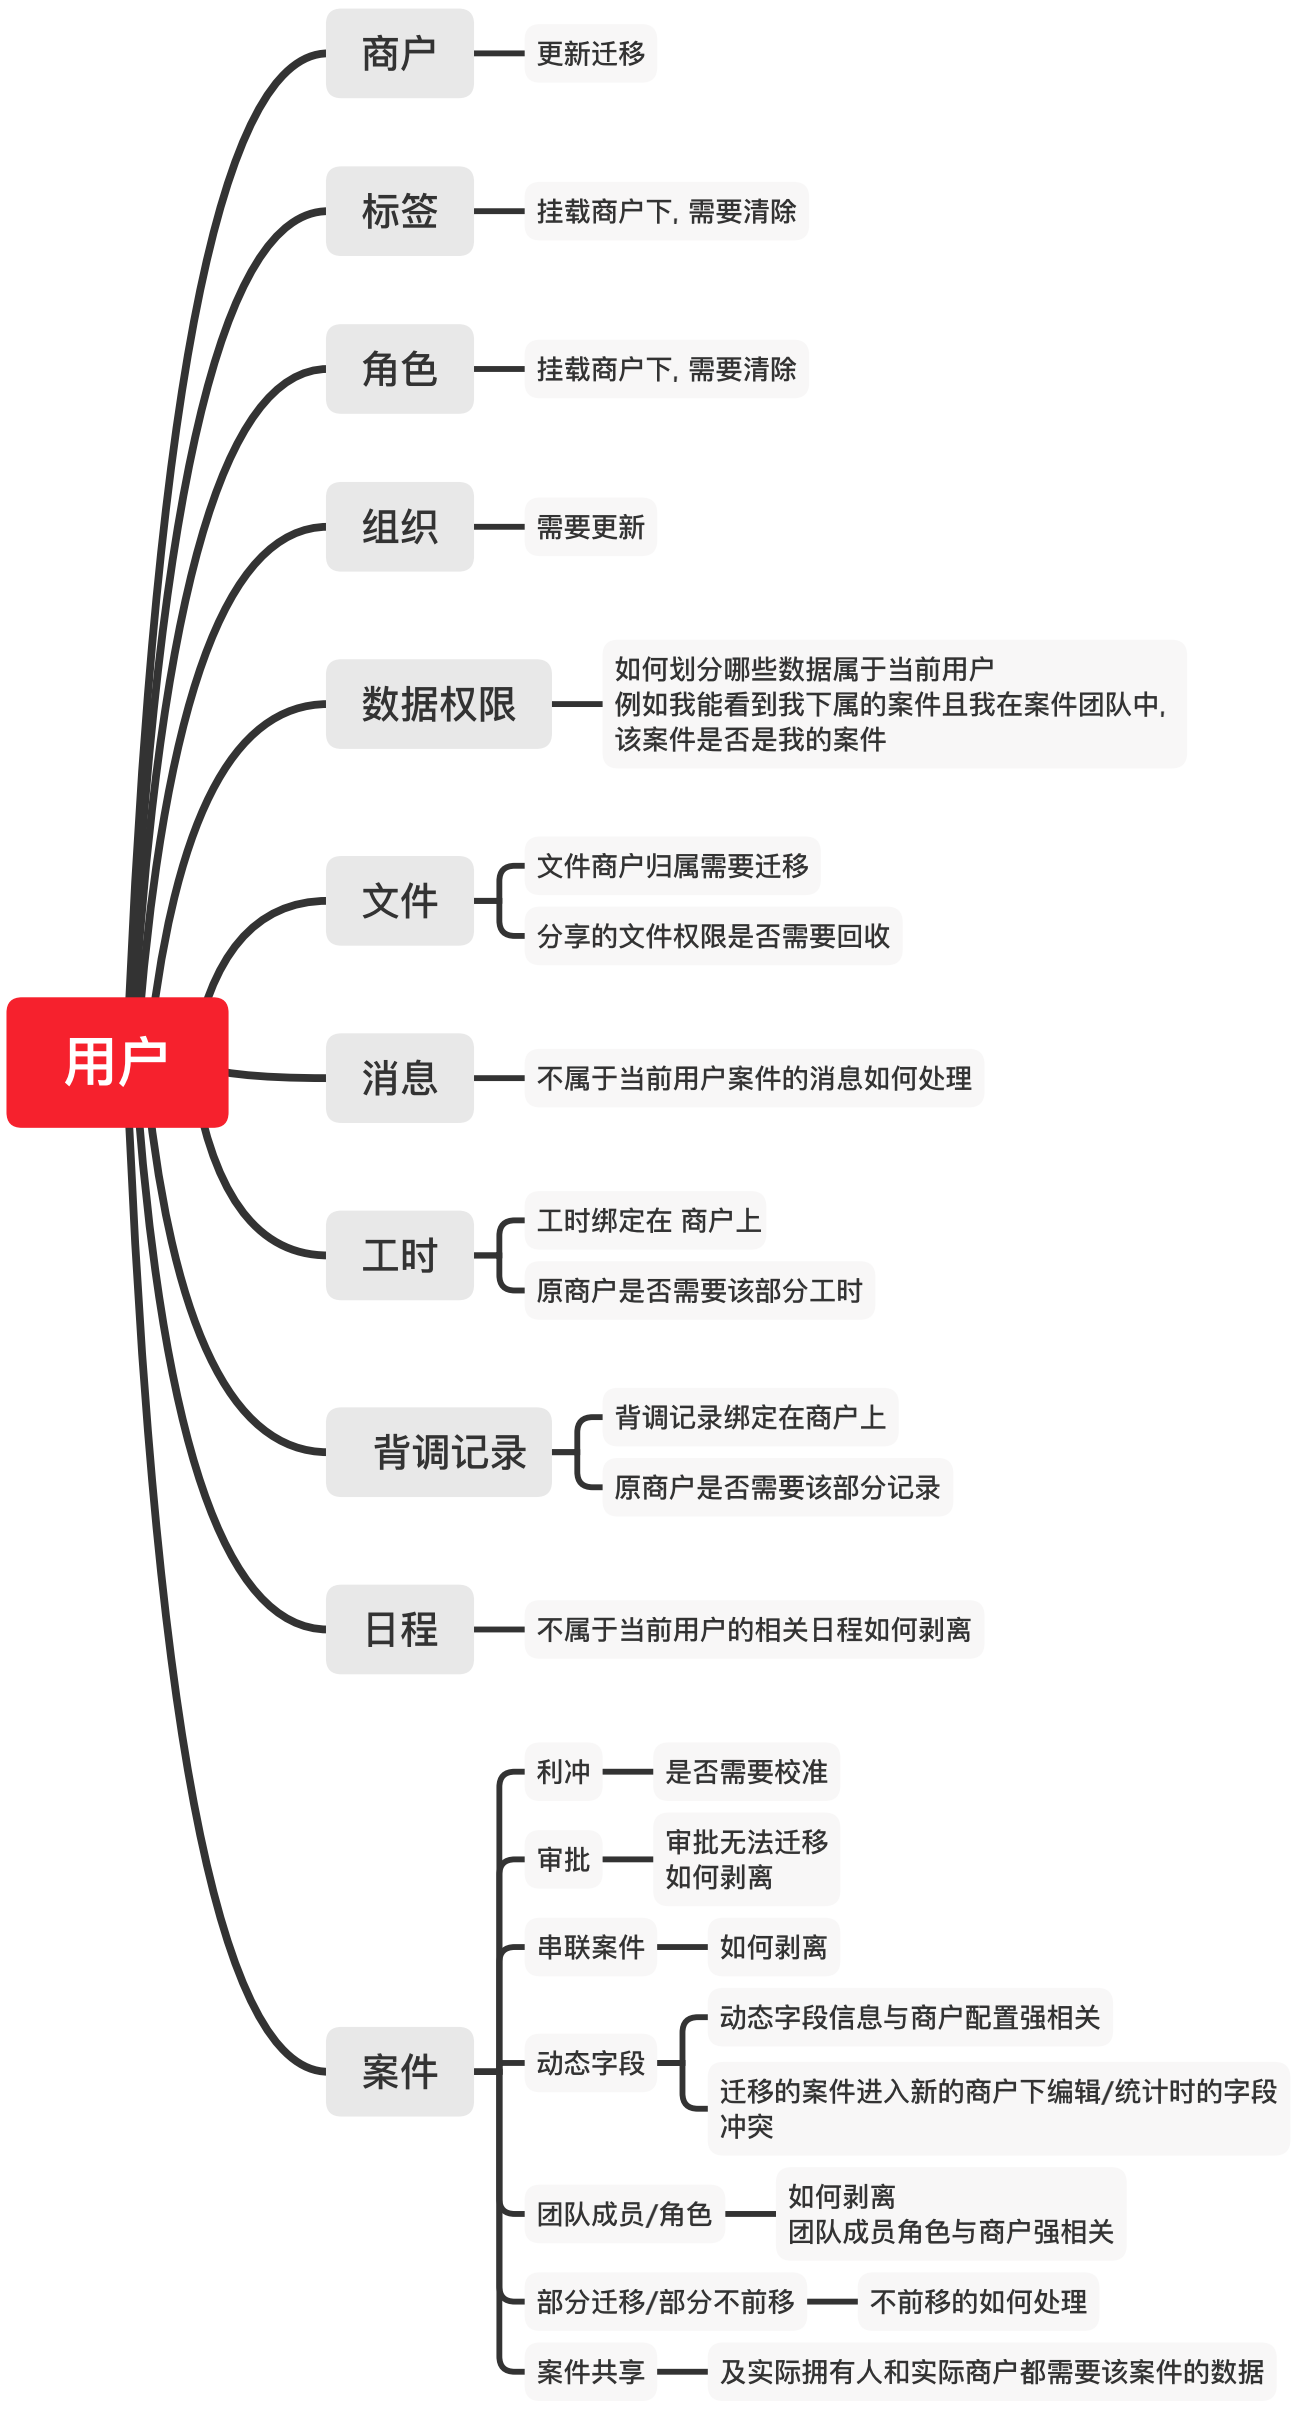 用户
商户
更新迁移
标签
挂载商户下, 需要清除
角色
挂载商户下, 需要清除
组织
需要更新
数据权限
如何划分哪些数据属于当前用户
例如我能看到我下属的案件且我在案件团队中,
该案件是否是我的案件
文件
文件商户归属需要迁移
分享的文件权限是否需要回收
消息
不属于当前用户案件的消息如何处理
工时
工时绑定在 商户上
原商户是否需要该部分工时
背调记录
背调记录绑定在商户上
原商户是否需要该部分记录
日程
不属于当前用户的相关日程如何剥离
案件
利冲
是否需要校准
审批
审批无法迁移
如何剥离
串联案件
如何剥离
动态字段
动态字段信息与商户配置强相关
迁移的案件进入新的商户下编辑/统计时的字段
冲突
团队成员/角色
如何剥离
团队成员角色与商户强相关
部分迁移/部分不前移
不前移的如何处理
案件共享
及实际拥有人和实际商户都需要该案件的数据